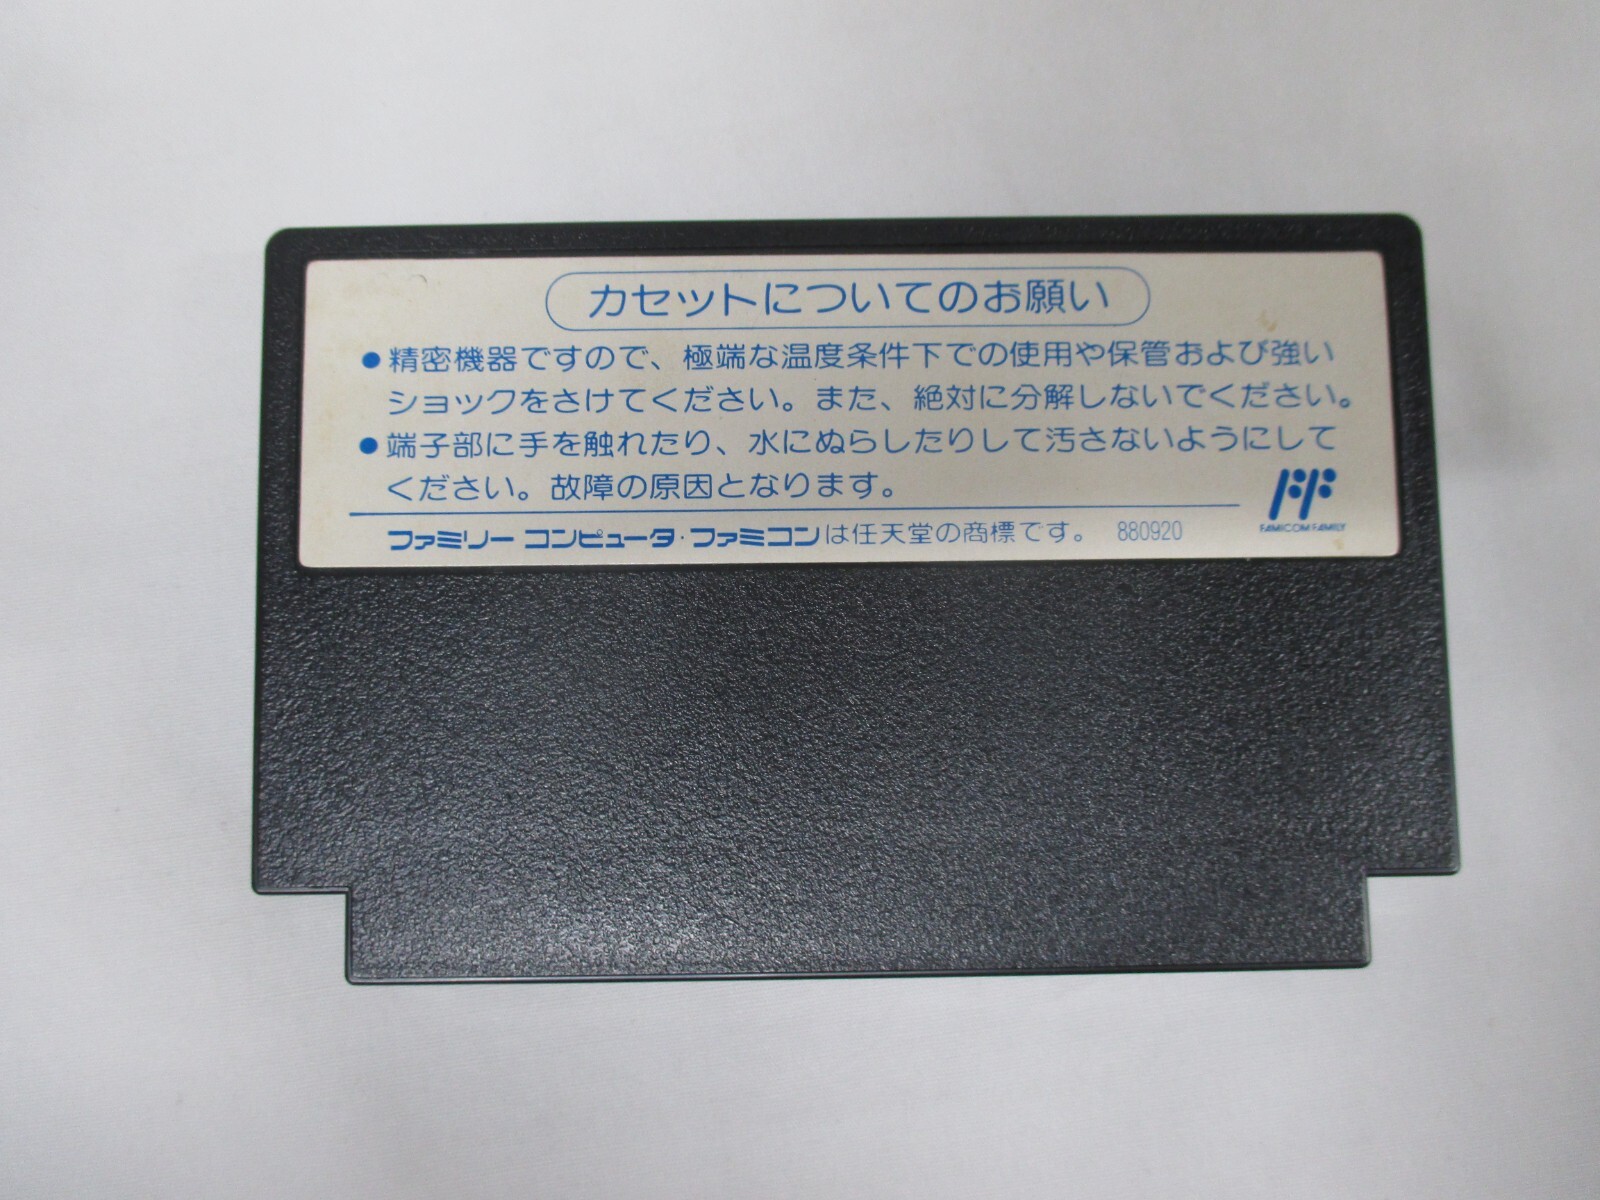 カセットについてのお願い
●精密機器ですので、極端な温度条件下での使用や保管および強い
ショックをさけてください。また、絶対に分解しないでください。
●端子部に手を触れたり、水にぬらしたりして汚さないようにして
ください。故障の原因となります。
FF
FAMICOM FAMILY
ファミリー コンピュータ・ファミコンは任天堂の商標です。 880920